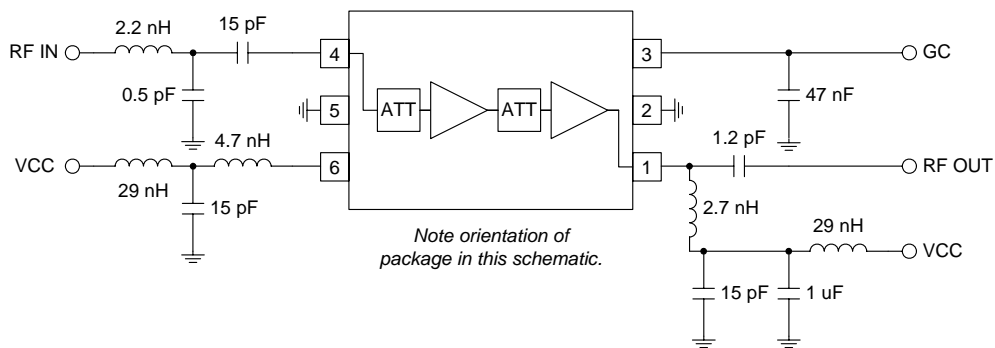 2.2 nH
15 pF
RF IN
4
3
GC
0.5 pF
5
ATT
ATT
2
47 nF
1.2 pF
VCC
4.7 nH
6
1
RF OUT
29 nH
15 pF
2.7 nH
29 nH
Note orientation of
package in this schematic.
VCC
15 pF
1 uF